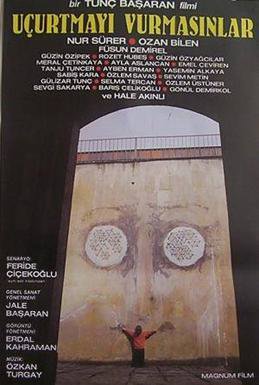 bir TUNÇ BAŞARAN filmi
UÇURTMAYI VURMASINLAR
NUR SÜRER • OZAN BİLEN
FÜSUN DEMİREL
GÜZİN ÖZİPEK • ROZET HUBEŞ • GÜZİN ÖZYAĞCILAR
MERAL ÇETİNKAYA • AYLA ASLANCAN • EMEL ÇEVİREN
TANJU TUNCER • AYBEN ERMAN • YASEMİN ALKAYA
SABİŞ KARA • ÖZLEM SAVAŞ • SEVİM METİN
GÜLİZAR TUNÇ • SELMA TERCAN • ÖZLEM ÜSTÜNER
SEVGİ SAKARYA • BARIŞ ÇELİKOĞLU • GÖNÜL DEMİRKOL
ve HALE AKINLI
SENARYO:
FERİDE
ÇİÇEKOĞLU
GENEL SANAT
YÖNETMENİ
JALE
BAŞARAN
GÖRÜNTÜ
YÖNETMENİ
ERDAL
KAHRAMAN
MÜZİK:
ÖZKAN
TURGAY
MAGNUM FİLM